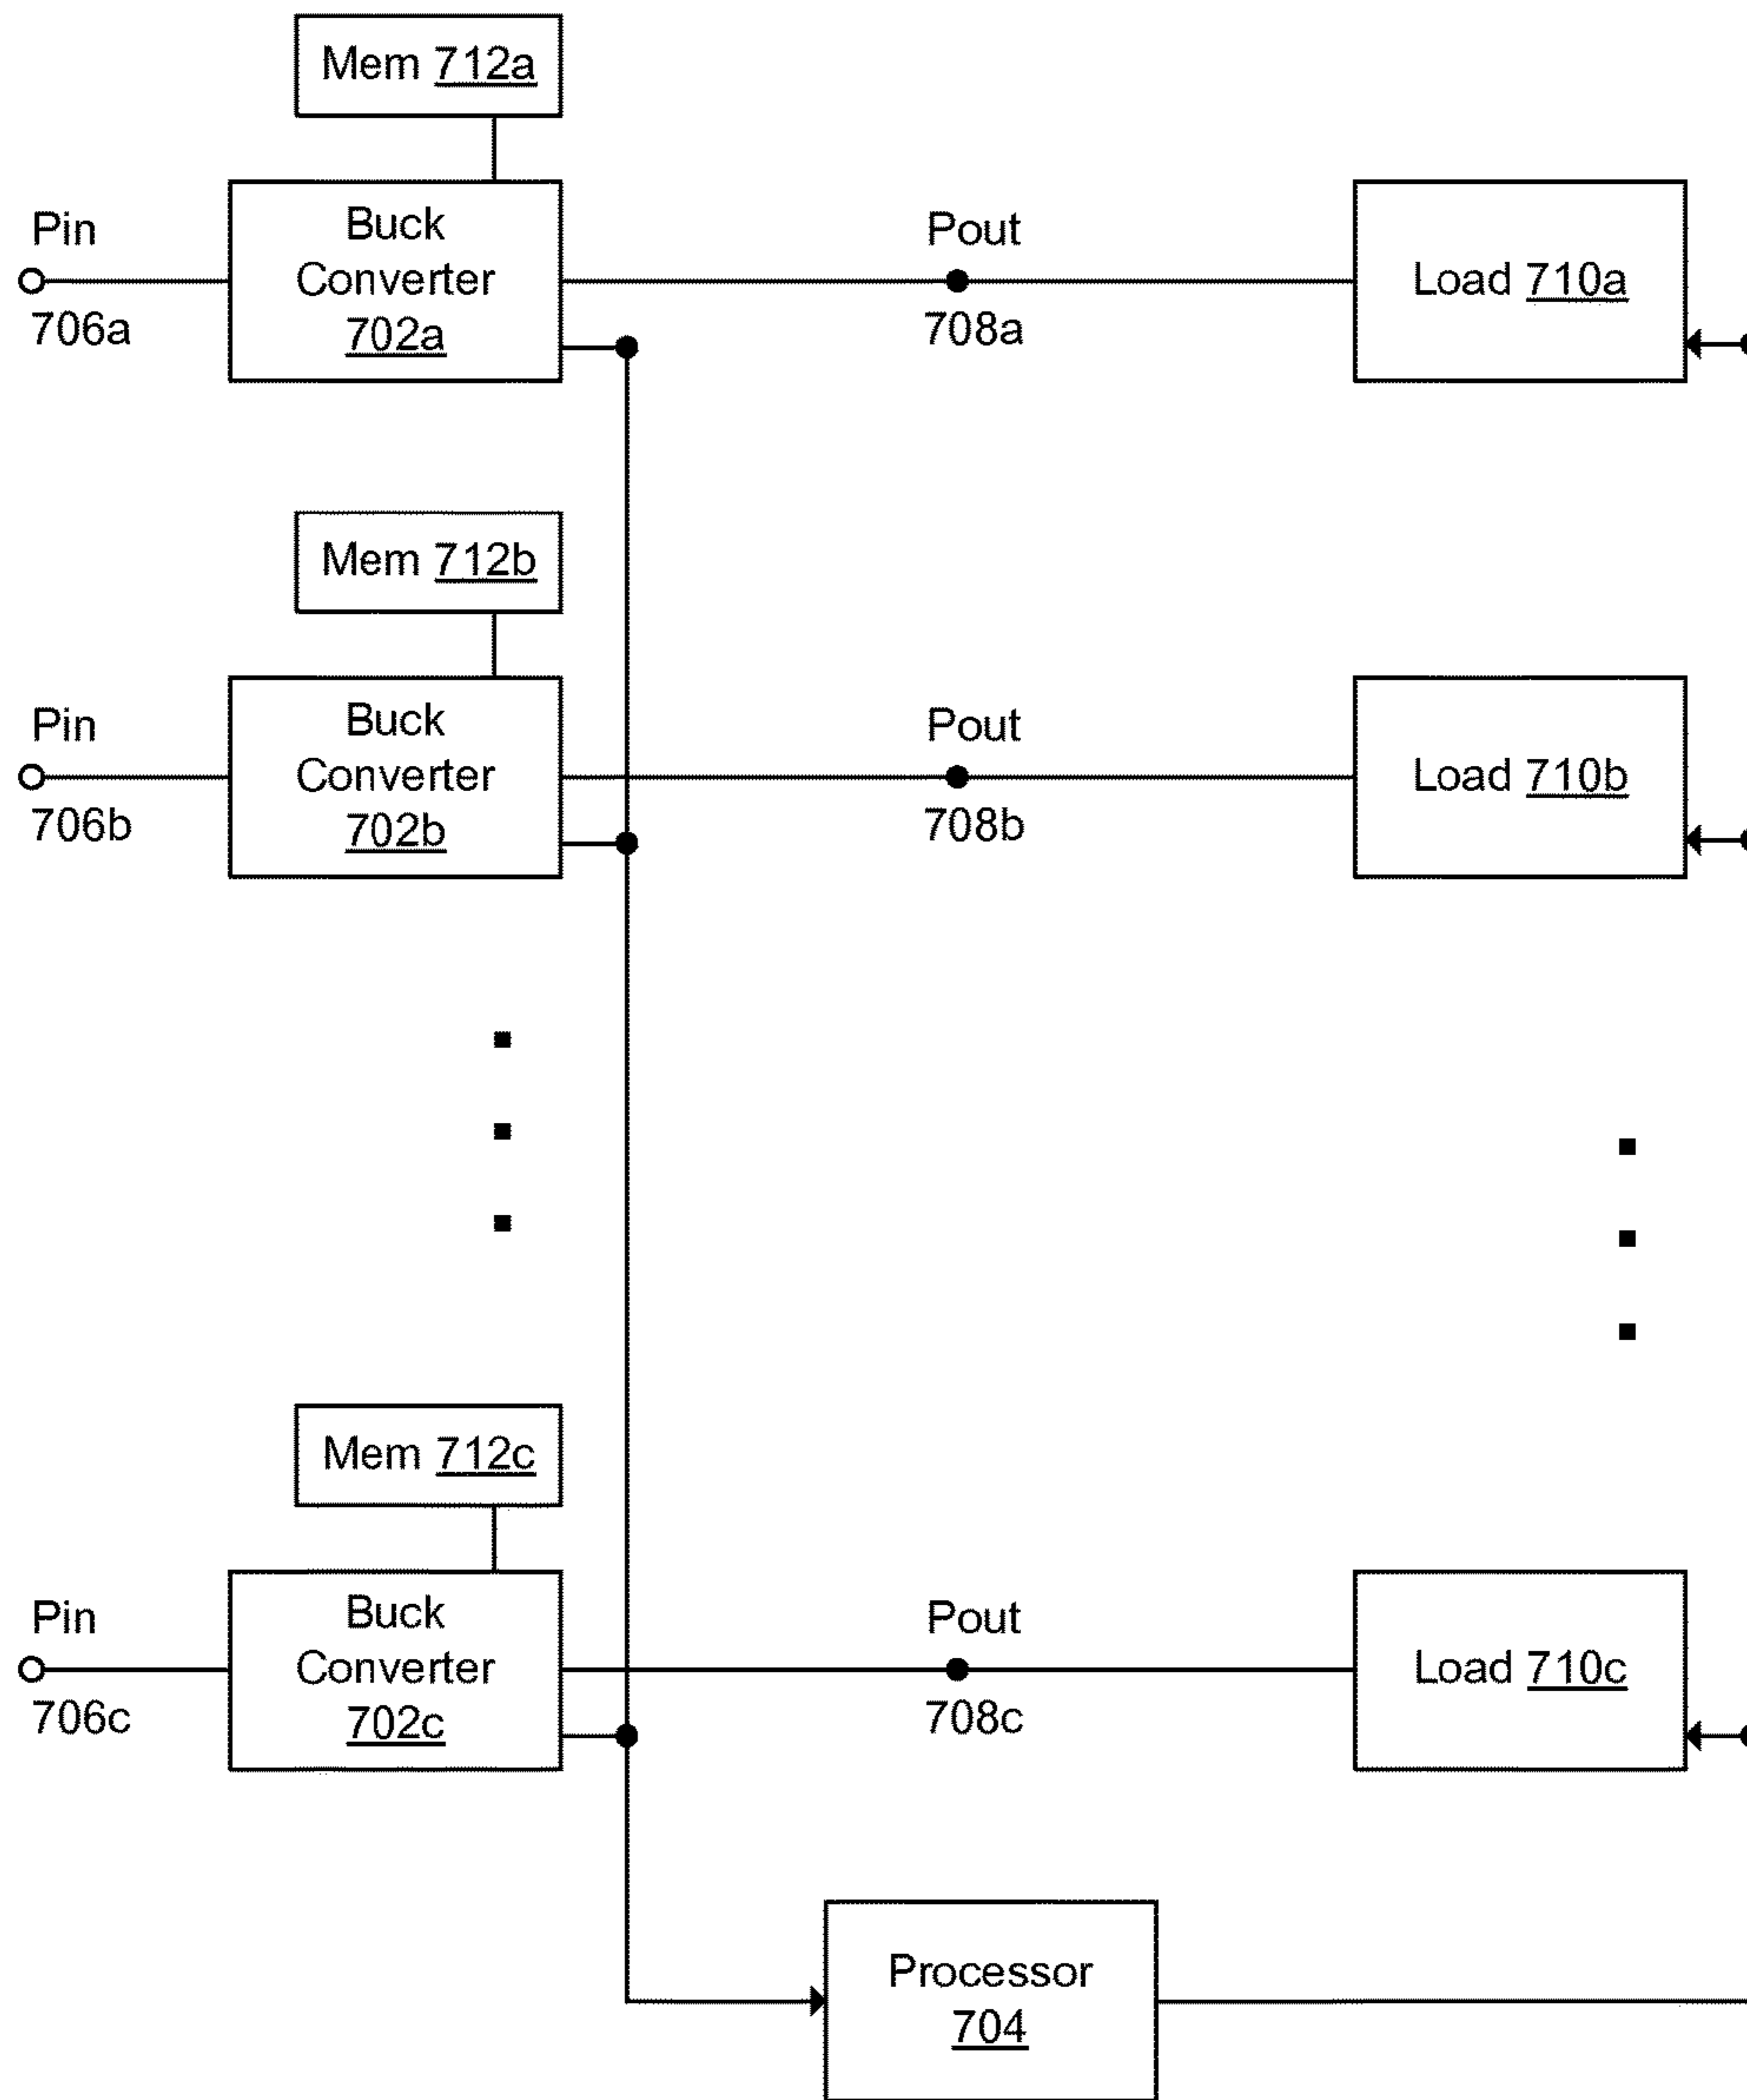 Mem 712a
Pin
706a
Buck
Converter
702a
Pout
708a
Load 710a
Mem 712b
Pin
706b
Buck
Converter
702b
Pout
708b
Load 710b
Mem 712c
Pin
706c
Buck
Converter
702c
Pout
708c
Load 710c
Processor
704